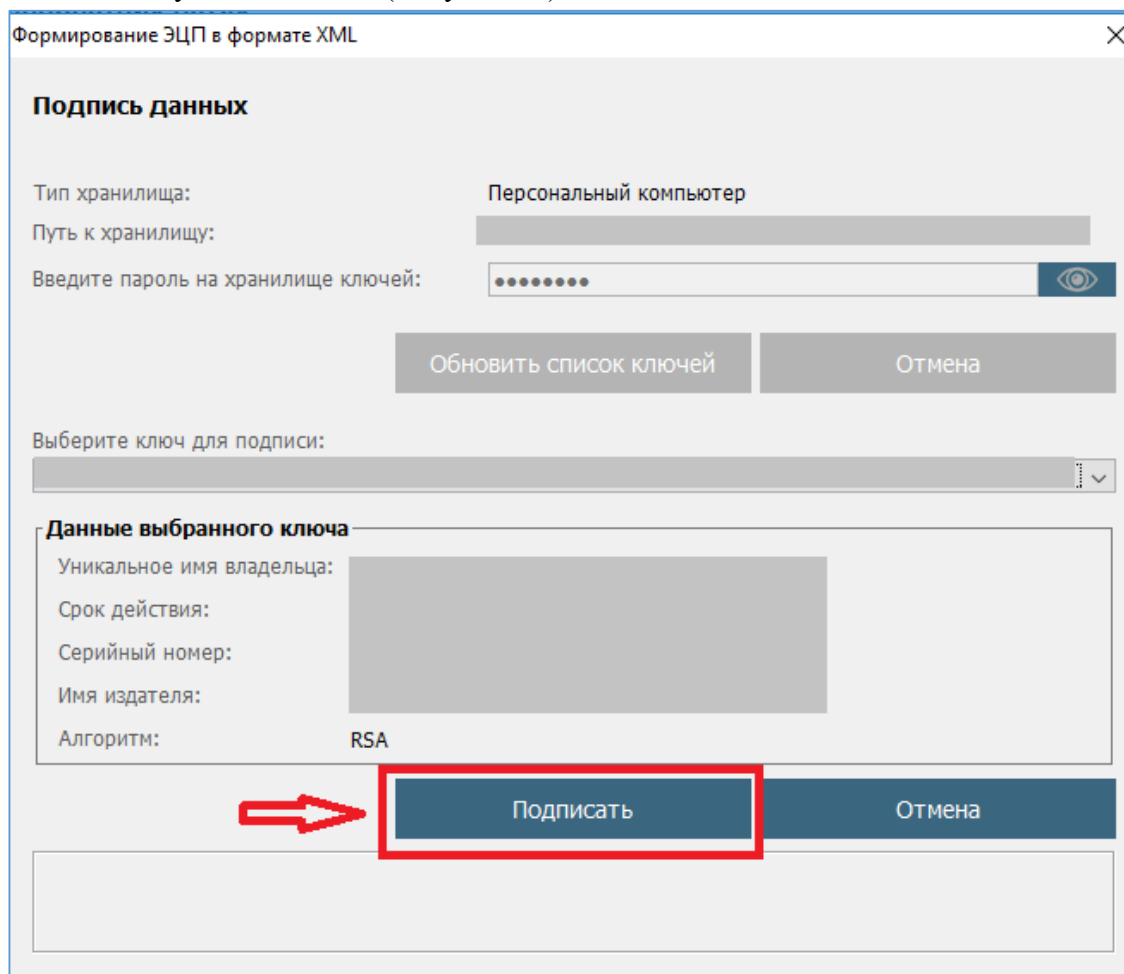 Формирование ЭЦП в формате XML
Подпись данных
Тип хранилища: Персональный компьютер
Путь к хранилищу:
Введите пароль на хранилище ключей: ●●●●●●●●
Обновить список ключей Отмена
Выберите ключ для подписи:
Данные выбранного ключа
Уникальное имя владельца:
Срок действия:
Серийный номер:
Имя издателя:
Алгоритм: RSA
Подписать Отмена